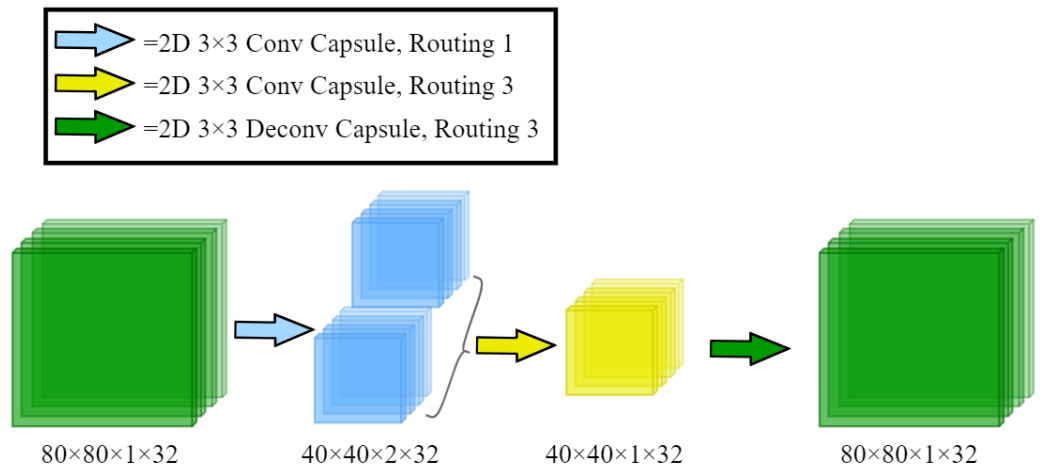 =2D 3×3 Conv Capsule, Routing 1
=2D 3×3 Conv Capsule, Routing 3
=2D 3×3 Deconv Capsule, Routing 3
80×80×1×32
40×40×2×32
40×40×1×32
80×80×1×32